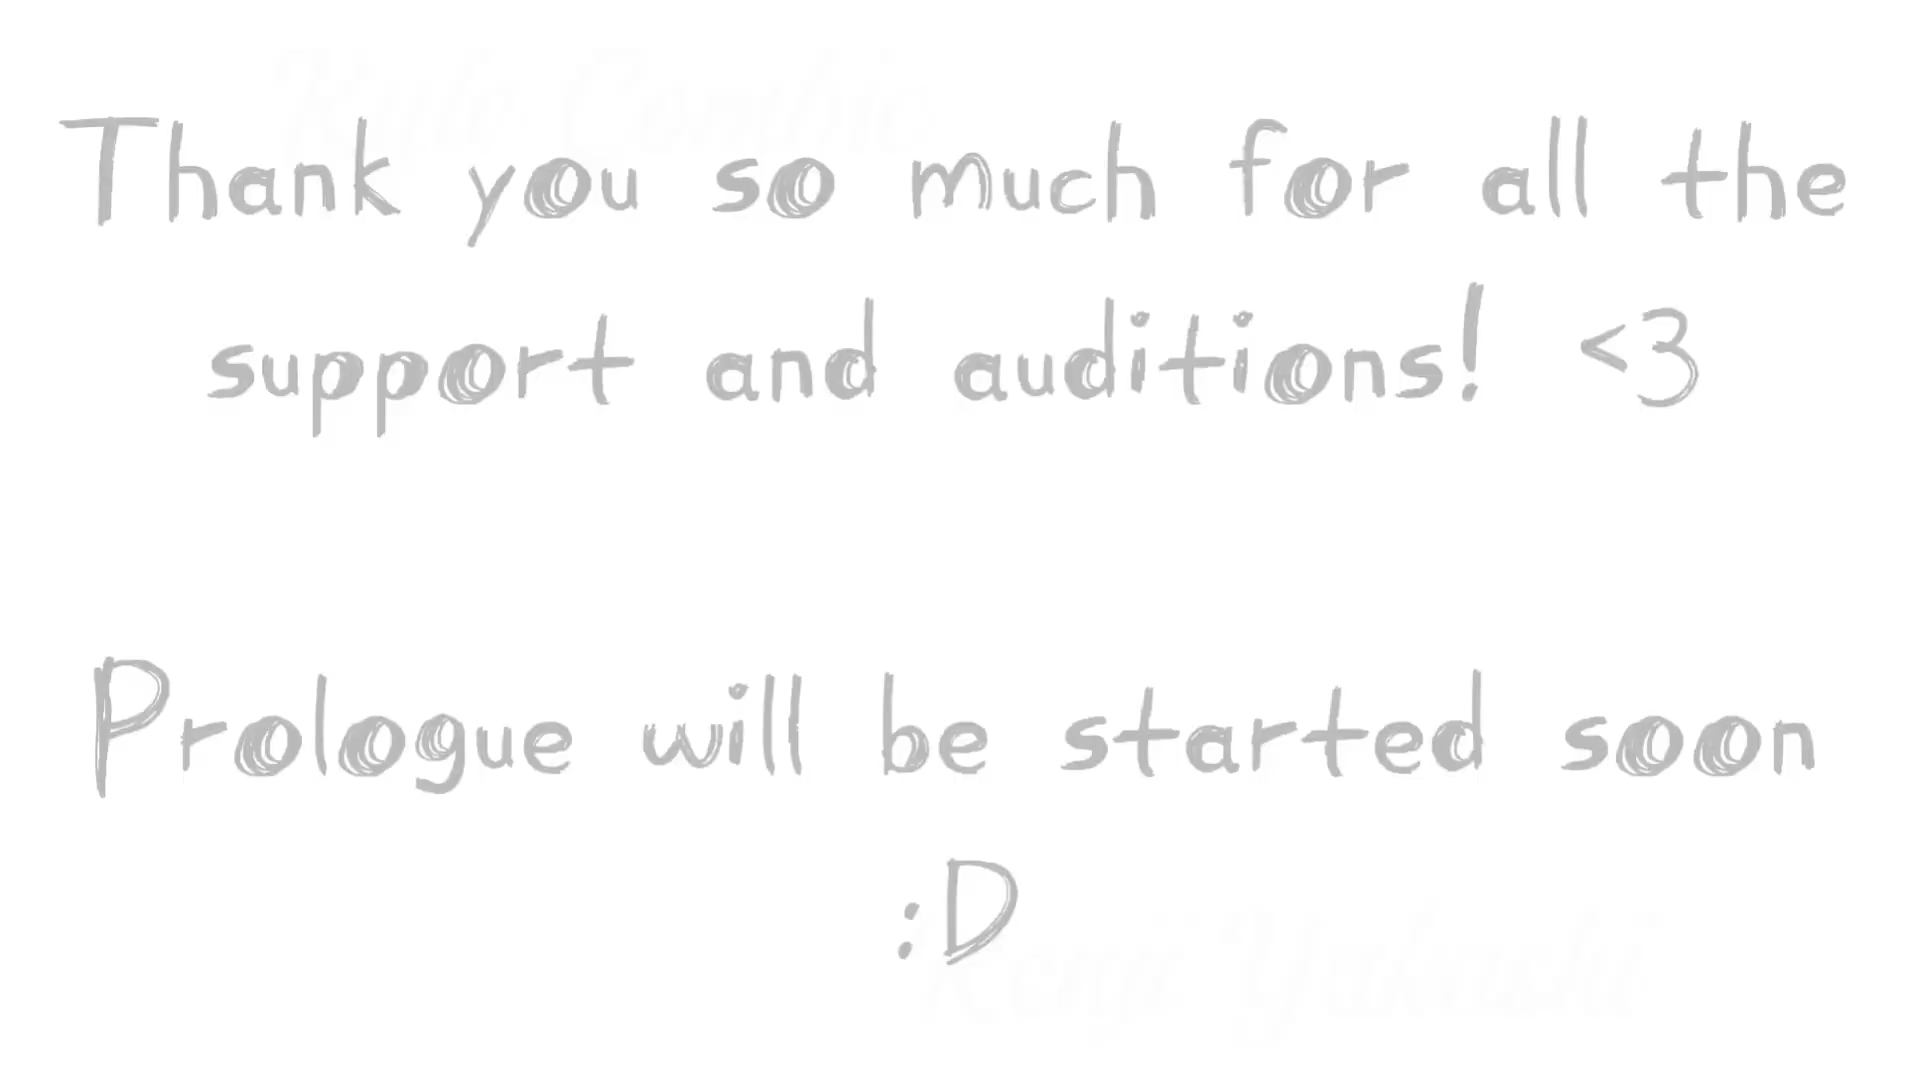 Thank you so much for all the
support and auditions! <3
Prologue will be started soon
:D